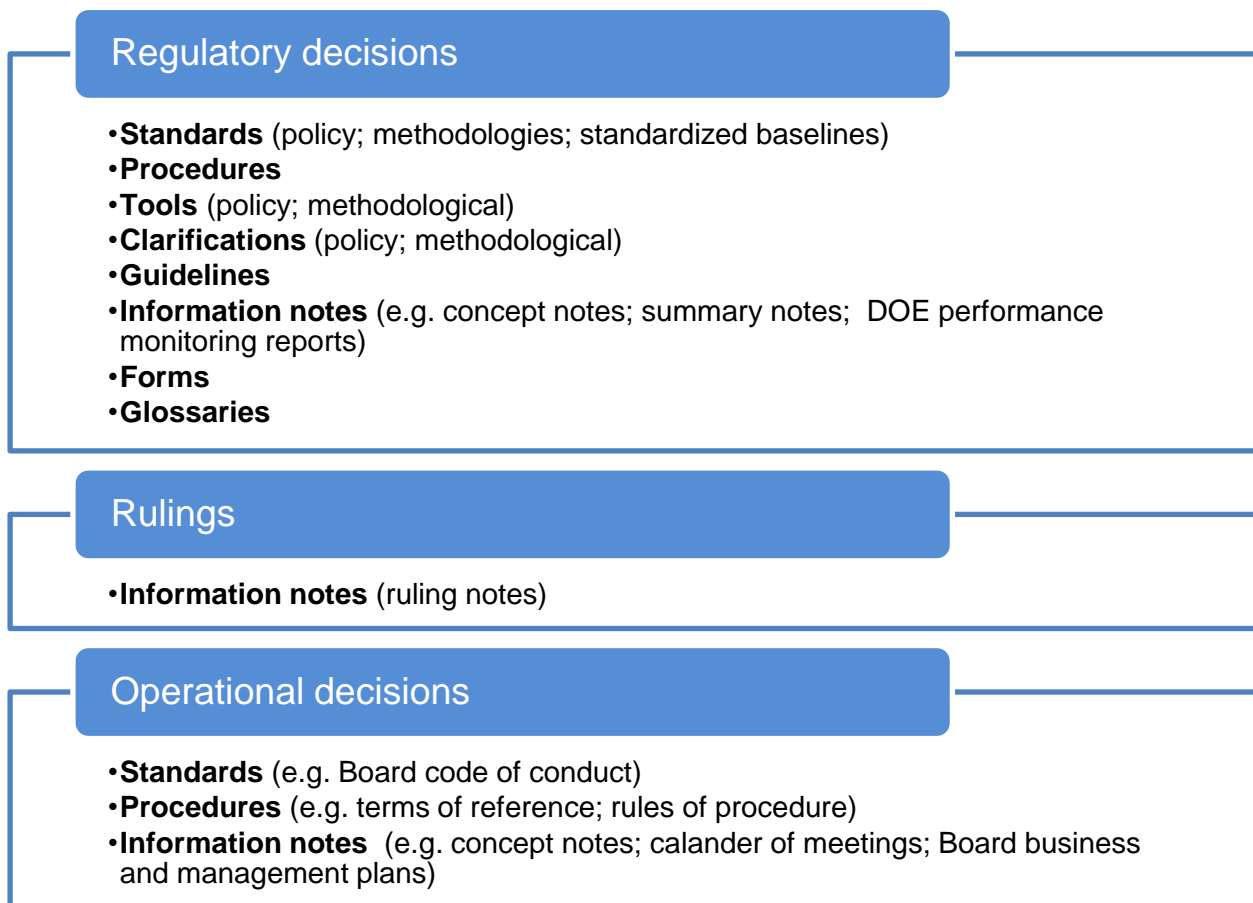 Regulatory decisions
•Standards (policy; methodologies; standardized baselines)
•Procedures
•Tools (policy; methodological)
•Clarifications (policy; methodological)
•Guidelines
•Information notes (e.g. concept notes; summary notes;  DOE performance
monitoring reports)
•Forms
•Glossaries
Rulings
•Information notes (ruling notes)
Operational decisions
•Standards (e.g. Board code of conduct)
•Procedures (e.g. terms of reference; rules of procedure)
•Information notes  (e.g. concept notes; calander of meetings; Board business
and management plans)